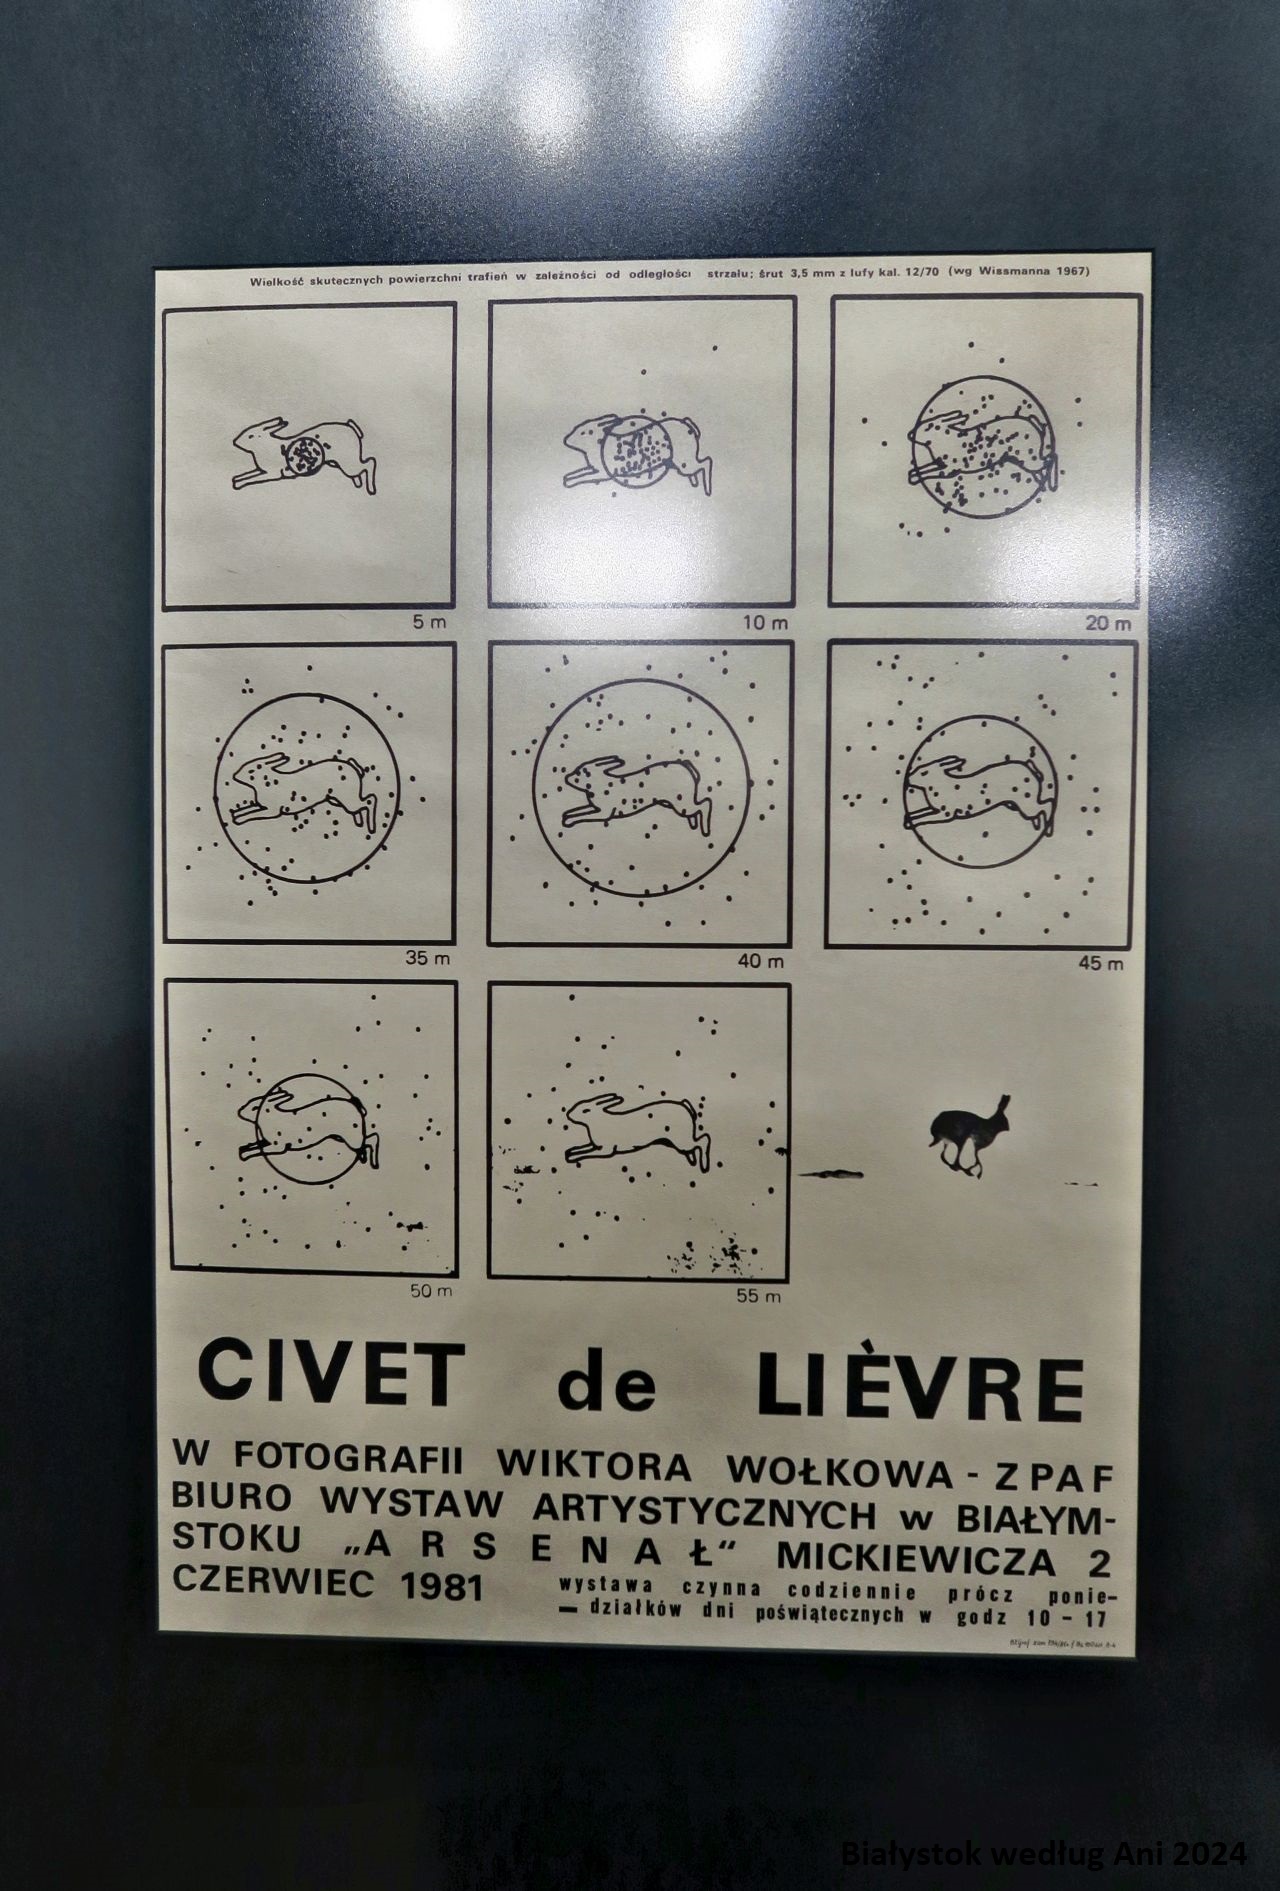 Wielkość skutecznych powierzchni trafień w zależności od odległości strzału; śrut 3,5 mm z lufy kal. 12/70 (wg Wissmanna 1967)
5 m
10 m
20 m
35 m
40 m
45 m
50 m
55 m
CIVET de LIÈVRE
W FOTOGRAFII WIKTORA WOŁKOWA - ZPAF
BIURO WYSTAW ARTYSTYCZNYCH w BIAŁYM-
STOKU „ARSENAŁ“ MICKIEWICZA 2
CZERWIEC 1981
wystawa czynna codziennie prócz ponie-
— działków dni poświątecznych w godz 10 - 17
Białystok według Ani 2024